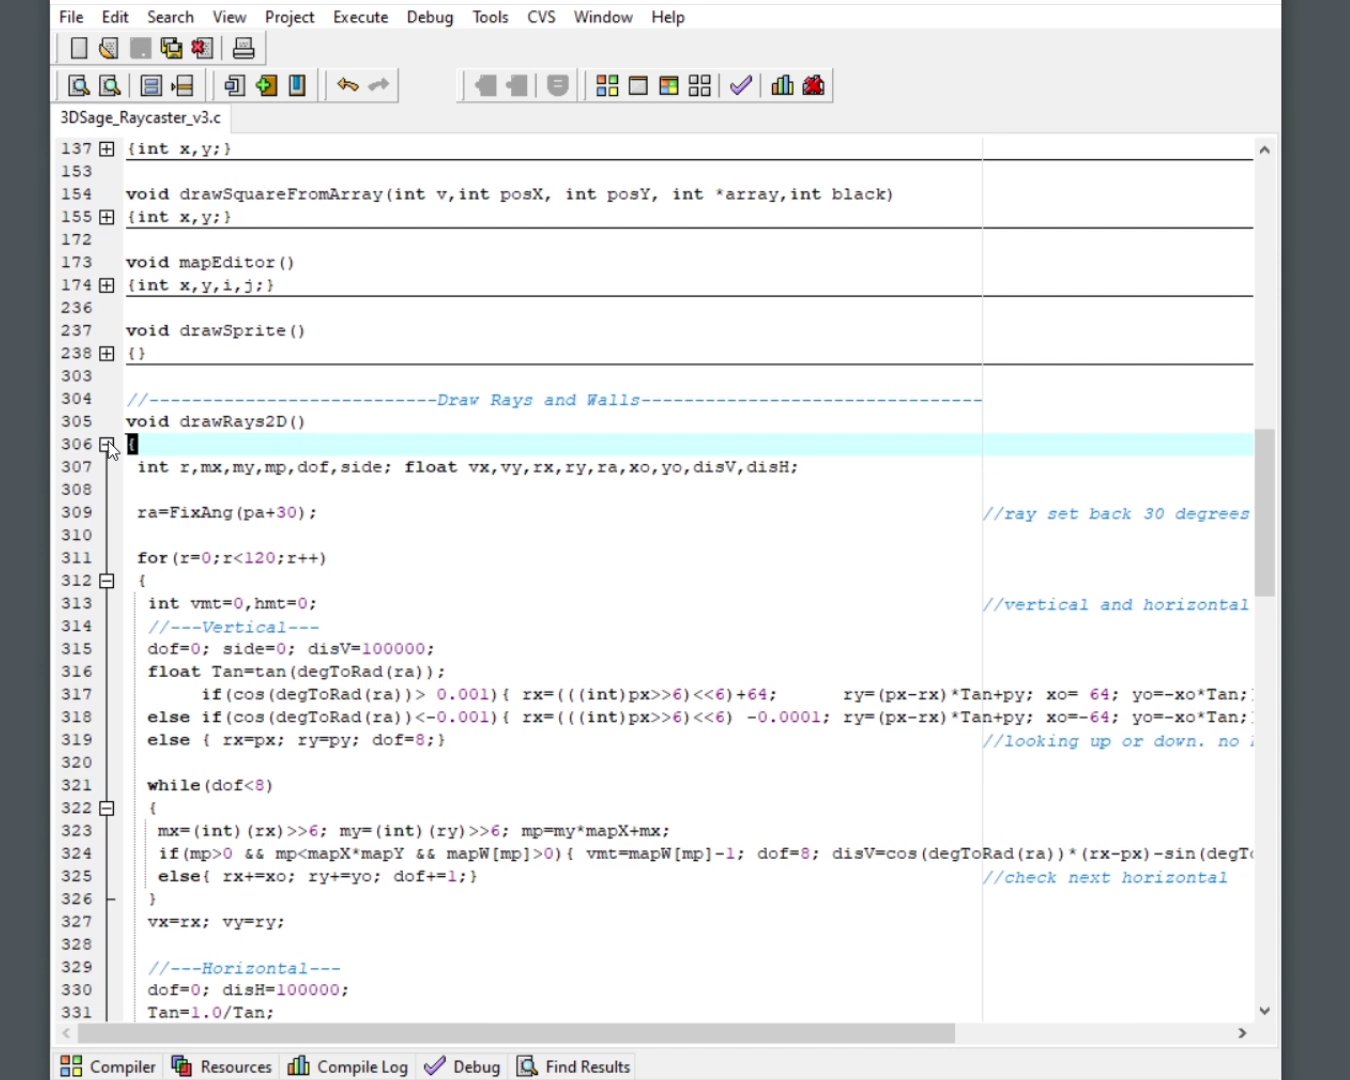 File Edit Search View Project Execute Debug Tools CVS Window Help
3DSage_Raycaster_v3.c
137 {int x,y;}
153
154 void drawSquareFromArray(int v,int posX, int posY, int *array,int black)
155 {int x,y;}
172
173 void mapEditor()
174 {int x,y,i,j;}
236
237 void drawSprite()
238 {}
303
304 //---------------------------Draw Rays and Walls--------------------------------
305 void drawRays2D()
306 {
307 int r,mx,my,mp,dof,side; float vx,vy,rx,ry,ra,xo,yo,disV,disH;
308
309 ra=FixAng(pa+30); //ray set back 30 degrees
310
311 for(r=0;r<120;r++)
312 {
313 int vmt=0,hmt=0; //vertical and horizontal
314 //---Vertical---
315 dof=0; side=0; disV=100000;
316 float Tan=tan(degToRad(ra));
317 if(cos(degToRad(ra))> 0.001){ rx=(((int)px>>6)<<6)+64; ry=(px-rx)*Tan+py; xo= 64; yo=-xo*Tan;
318 else if(cos(degToRad(ra))<-0.001){ rx=(((int)px>>6)<<6) -0.0001; ry=(px-rx)*Tan+py; xo=-64; yo=-xo*Tan;
319 else { rx=px; ry=py; dof=8;} //looking up or down. no
320
321 while(dof<8)
322 {
323 mx=(int)(rx)>>6; my=(int)(ry)>>6; mp=my*mapX+mx;
324 if(mp>0 && mp<mapX*mapY && mapW[mp]>0){ vmt=mapW[mp]-1; dof=8; disV=cos(degToRad(ra))*(rx-px)-sin(degT
325 else{ rx+=xo; ry+=yo; dof+=1;} //check next horizontal
326 }
327 vx=rx; vy=ry;
328
329 //---Horizontal---
330 dof=0; disH=100000;
331 Tan=1.0/Tan;
Compiler Resources Compile Log Debug Find Results